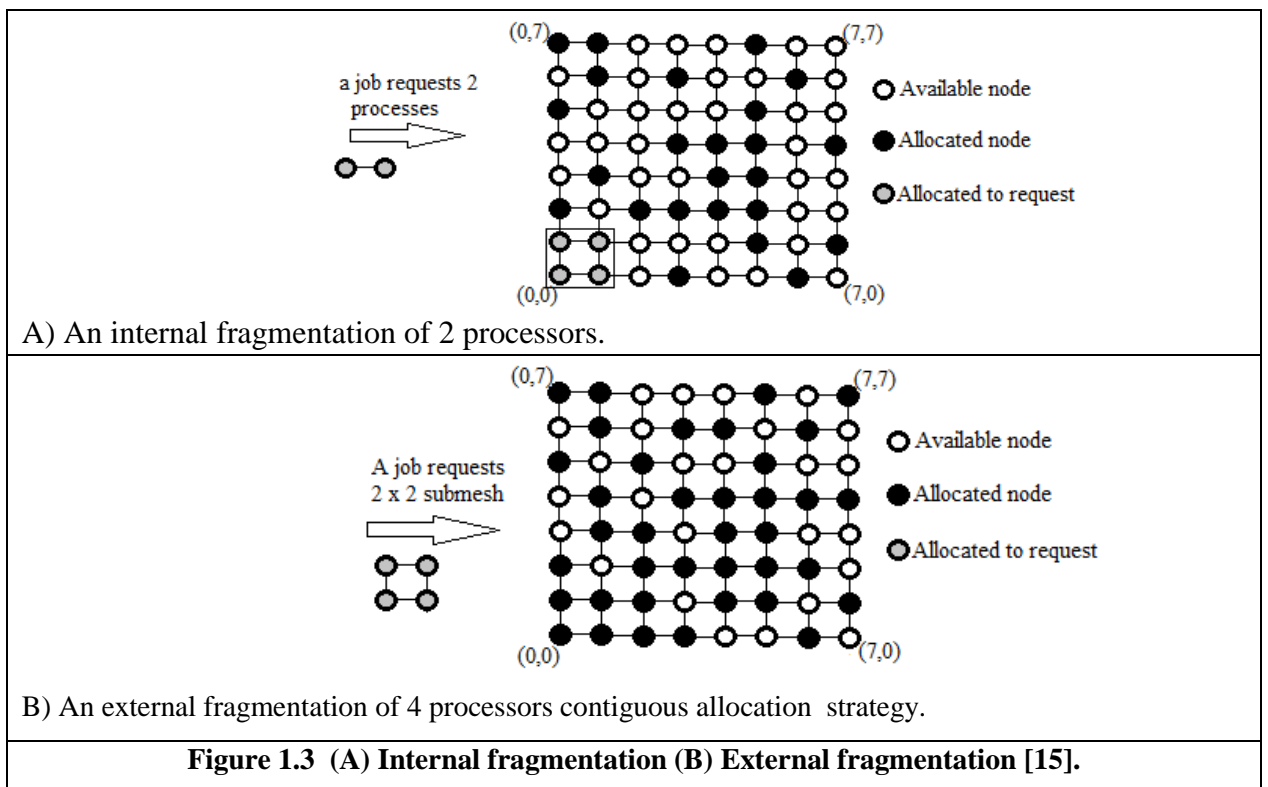 (0,7)
(7,7)
a job requests 2
processes
Available node
Allocated node
Allocated to request
(0,0)
(7,0)
A) An internal fragmentation of 2 processors.
(0,7)
(7,7)
A job requests
2 x 2 submesh
Available node
Allocated node
Allocated to request
(0,0)
(7,0)
B) An external fragmentation of 4 processors contiguous allocation strategy.
Figure 1.3 (A) Internal fragmentation (B) External fragmentation [15].